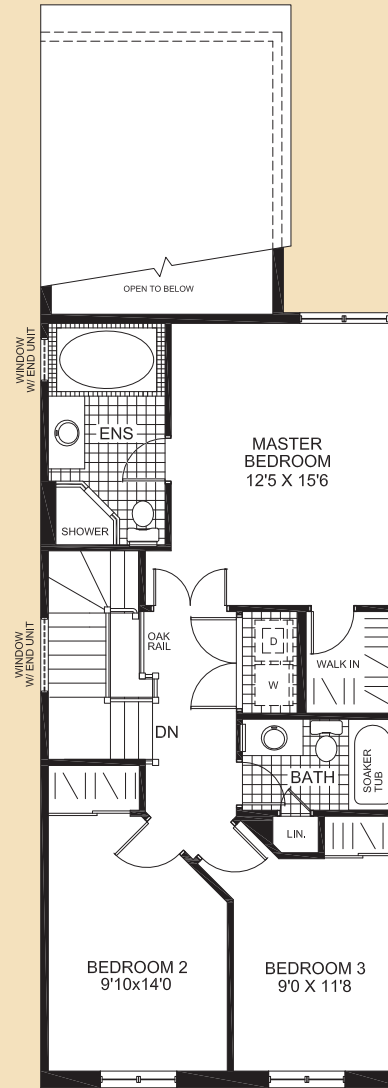 OPEN TO BELOW
WINDOW
W/ END UNIT
ENS
MASTER
BEDROOM
12'5 X 15'6
SHOWER
WINDOW
W/ END UNIT
OAK
RAIL
D
W
WALK IN
DN
BATH
SOAKER
TUB
LIN.
BEDROOM 2
9'10x14'0
BEDROOM 3
9'0 X 11'8